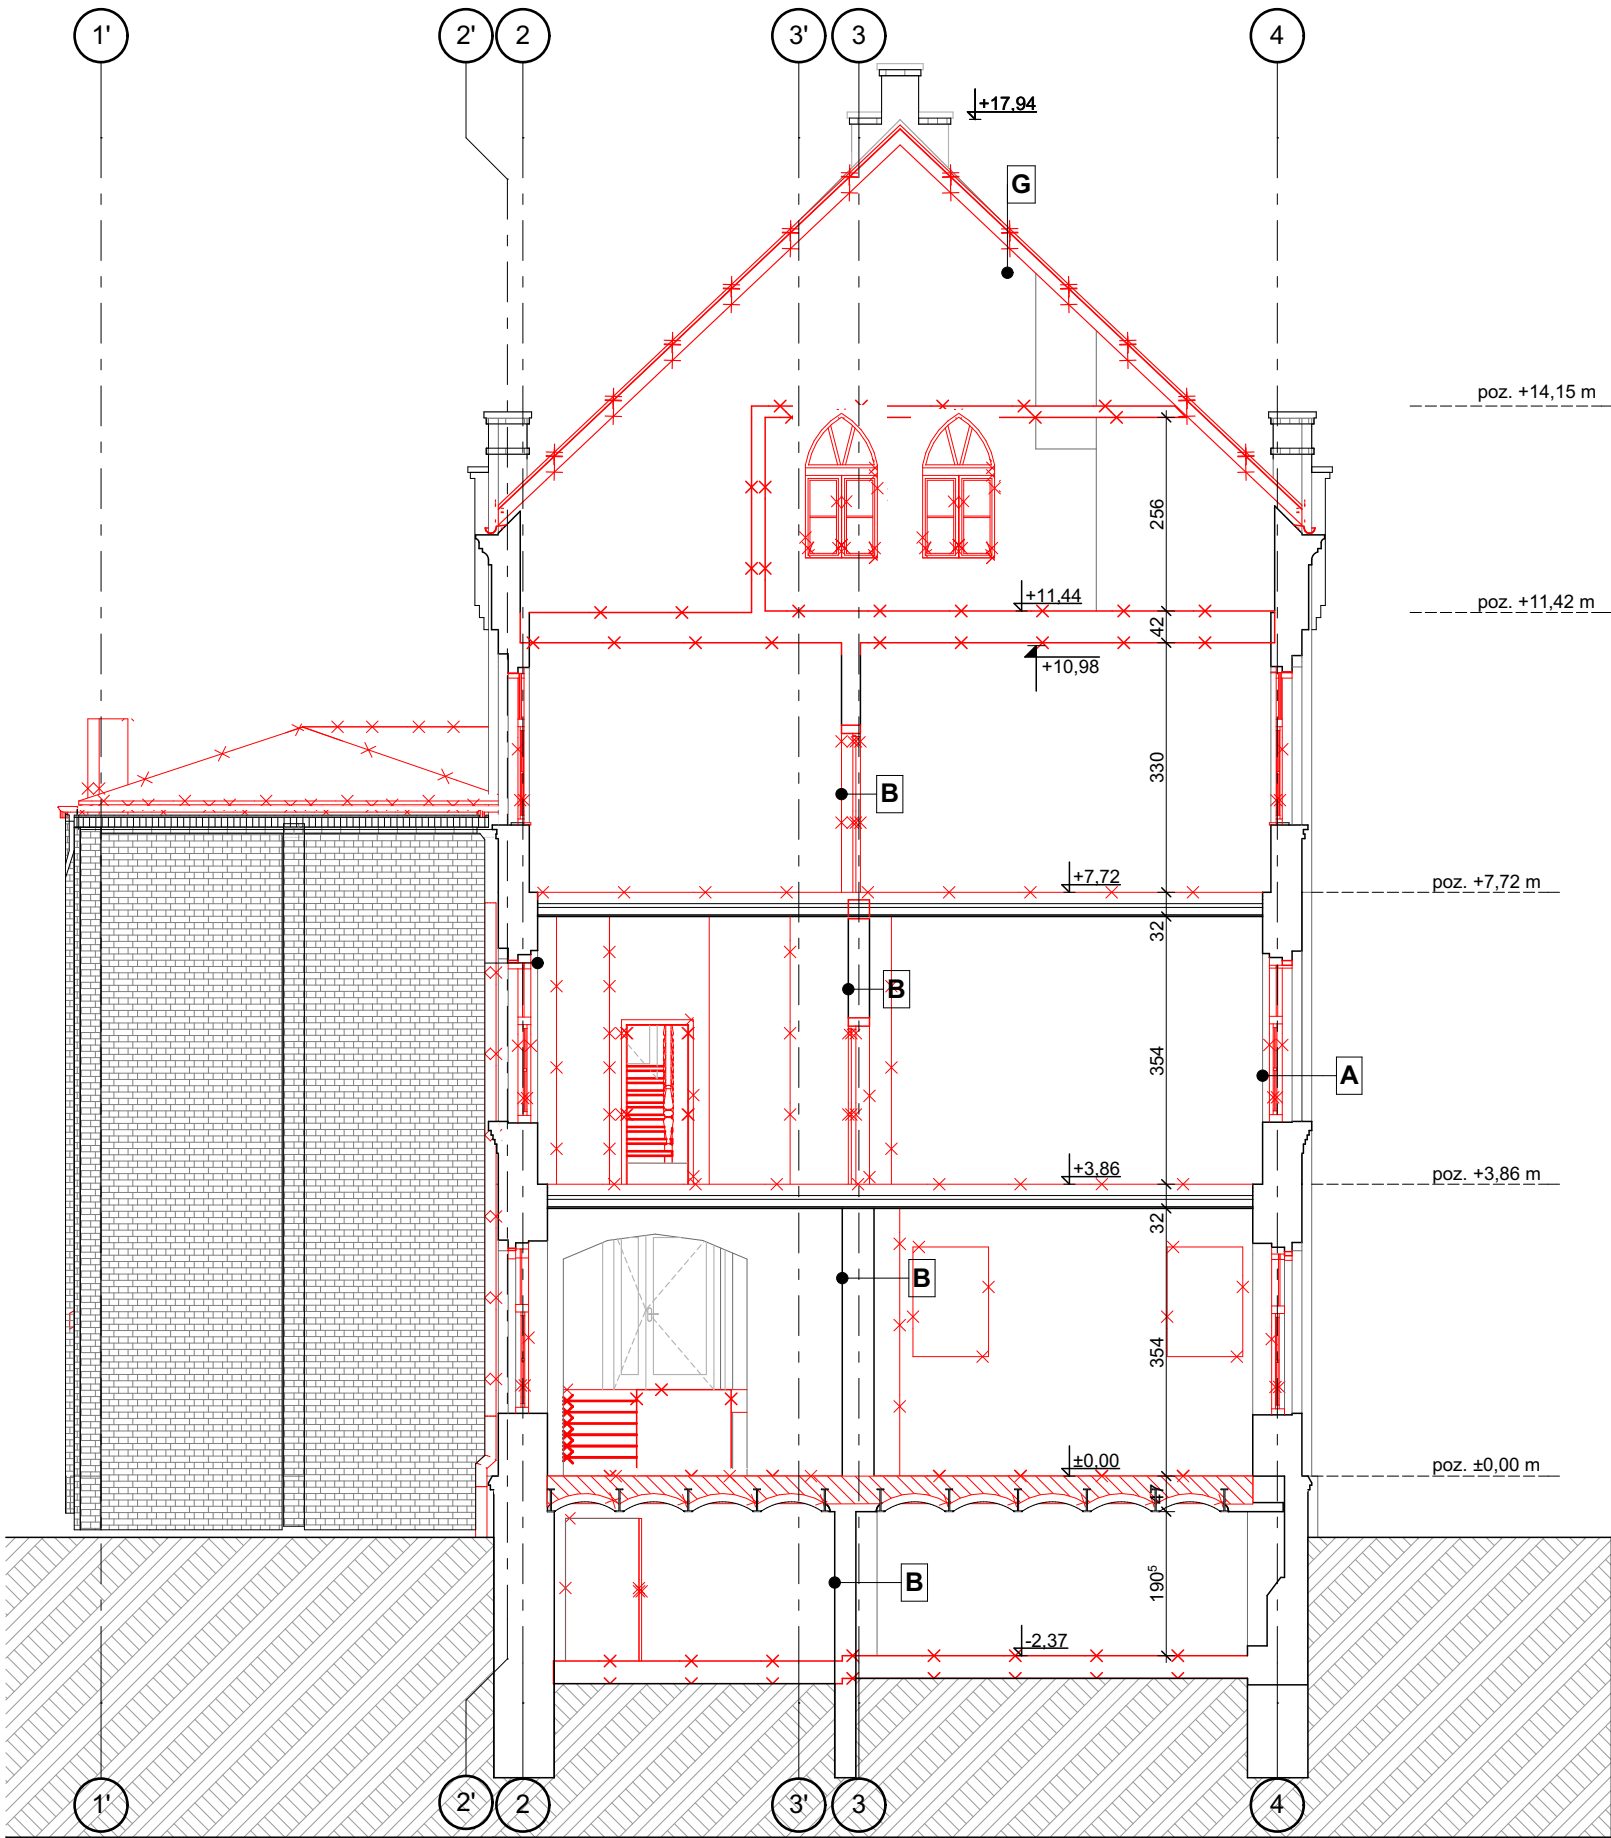 1' 2' 2 3' 3 4
+17,94
G
poz. +14,15 m
256
+11,44
poz. +11,42 m
42
+10,98
330
B
+7,72
poz. +7,72 m
32
B
354
A
+3,86
poz. +3,86 m
32
B
354
±0,00
poz. ±0,00 m
47
B
190⁵
-2,37
1' 2' 2 3' 3 4